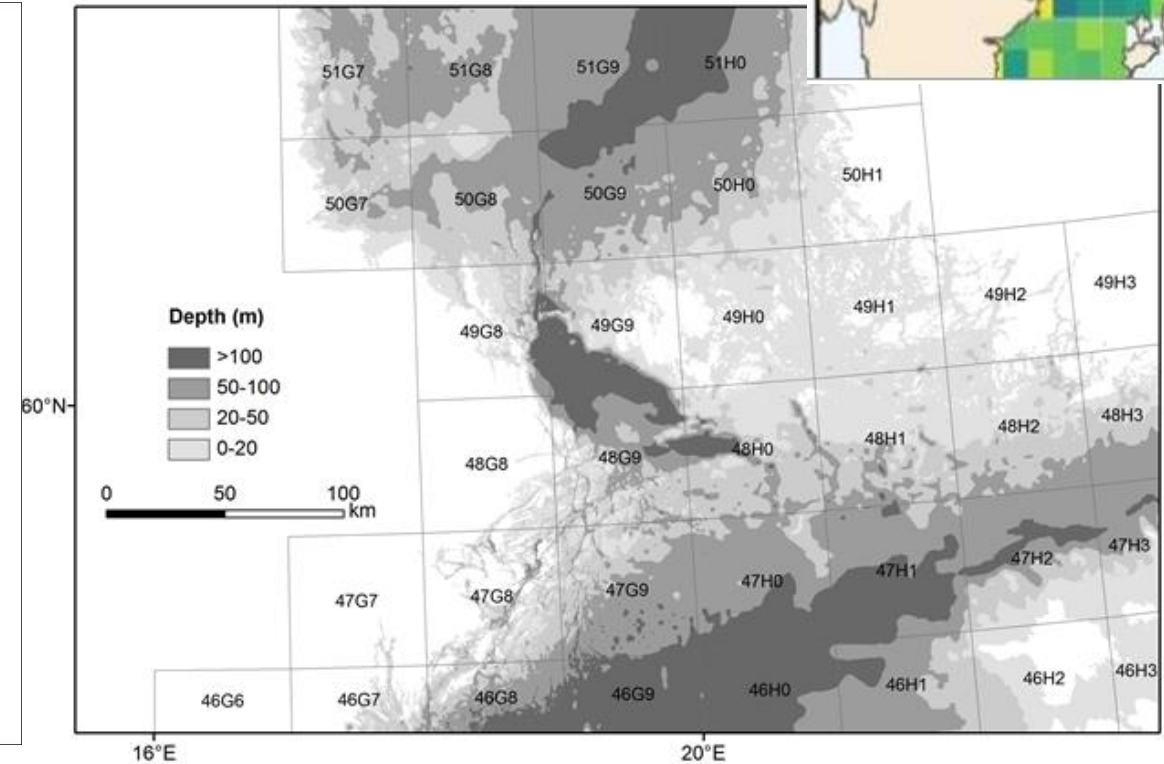 51G7 51G8 51G9 51H0
50G7 50G8 50G9 50H0 50H1
49G8 49G9 49H0 49H1 49H2 49H3
Depth (m)
>100
50-100
20-50
0-20
60°N
48G8 48G9 48H0 48H1 48H2 48H3
0 50 100
km
47G7 47G8 47G9 47H0 47H1 47H2 47H3
46G6 46G7 46G8 46G9 46H0 46H1 46H2 46H3
16°E 20°E